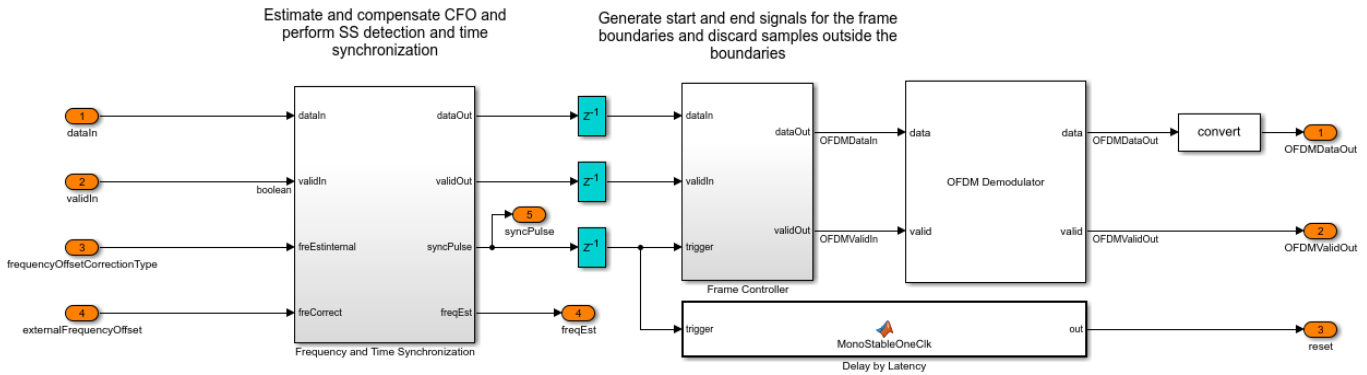 Estimate and compensate CFO and
perform SS detection and time
synchronization
Generate start and end signals for the frame
boundaries and discard samples outside the
boundaries
1
dataIn
2
validIn
boolean
3
frequencyOffsetCorrectionType
4
externalFrequencyOffset
dataIn
validIn
freEstinternal
freCorrect
dataOut
validOut
syncPulse
freqEst
Frequency and Time Synchronization
z-1
z-1
z-1
5
syncPulse
4
freqEst
dataIn
validIn
trigger
dataOut
validOut
Frame Controller
OFDMDataIn
OFDMValidIn
data
valid
OFDM Demodulator
data
valid
OFDMDataOut
OFDMValidOut
convert
1
OFDMDataOut
2
OFDMValidOut
trigger
MonoStableOneClk
out
Delay by Latency
3
reset